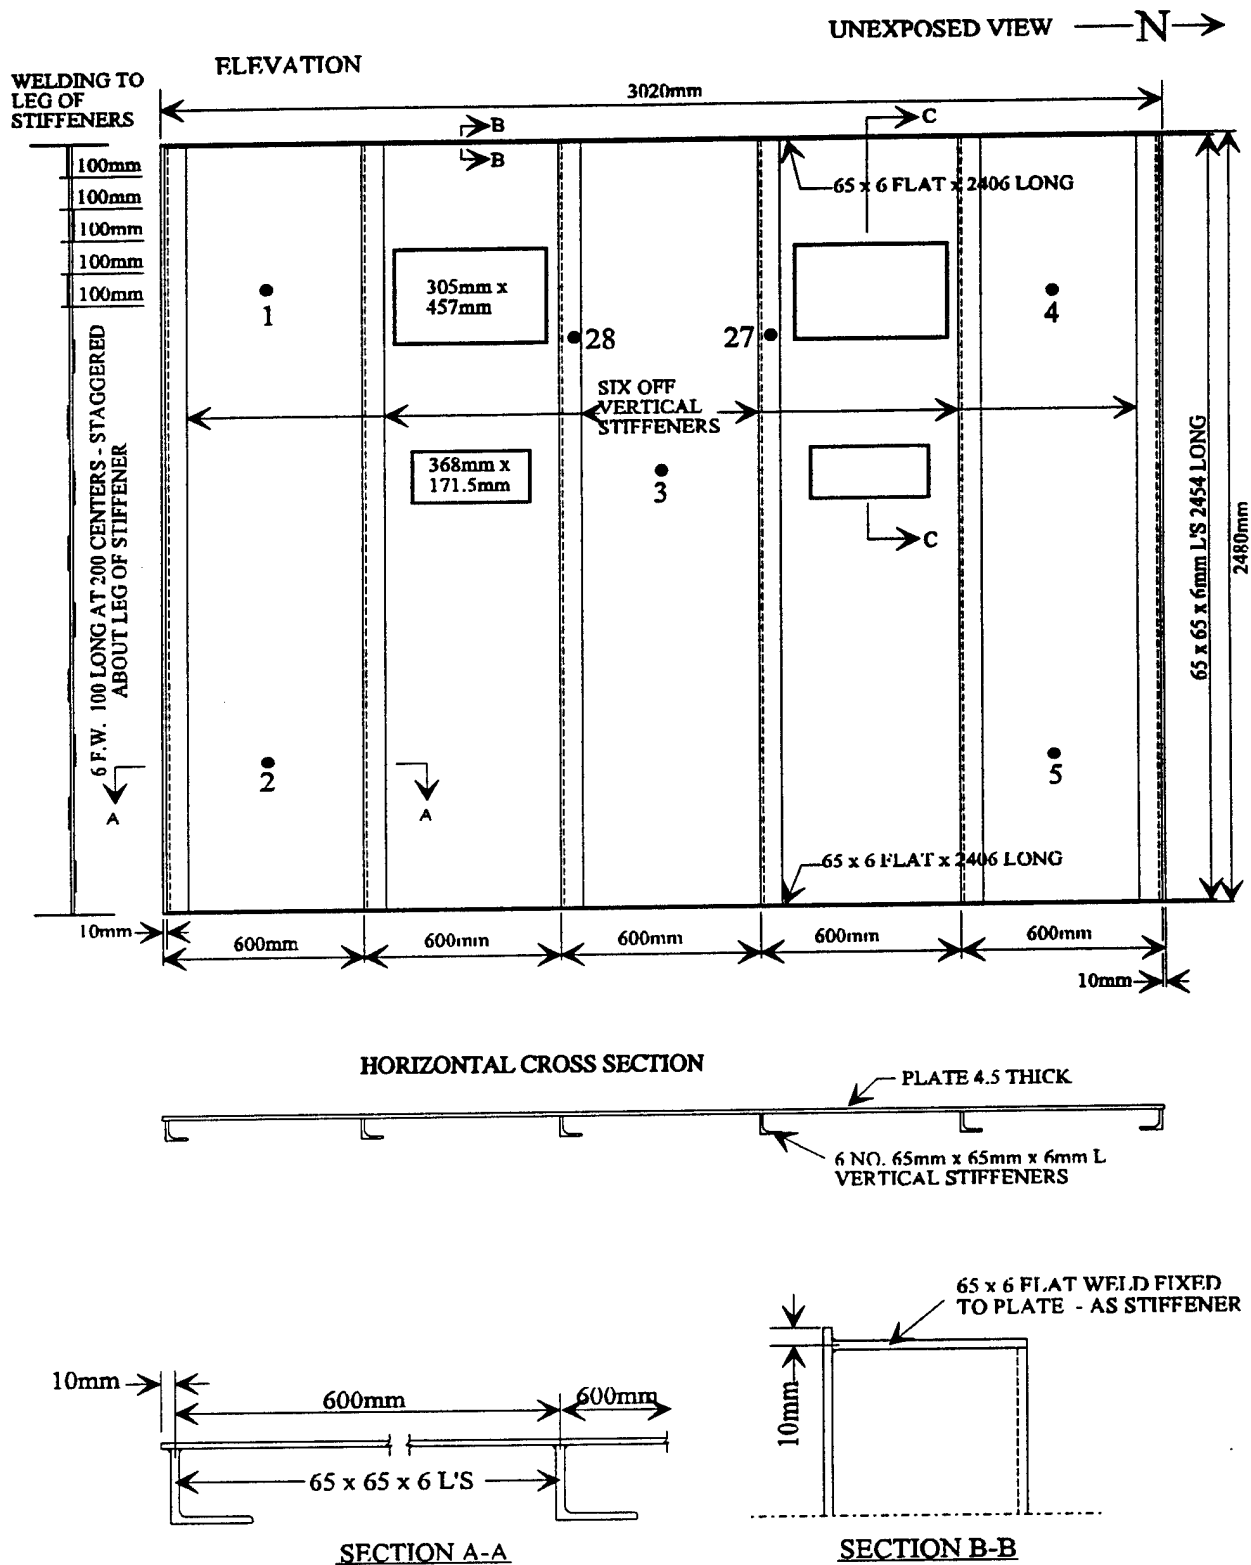 UNEXPOSED VIEW
N
ELEVATION
WELDING TO
LEG OF
STIFFENERS
3020mm
B
B
C
100mm
100mm
100mm
100mm
100mm
65 x 6 FLAT x 2406 LONG
305mm x
457mm
1
28
27
4
SIX OFF
VERTICAL
STIFFENERS
368mm x
171.5mm
3
C
6 F.W. 100 LONG AT 200 CENTERS - STAGGERED
ABOUT LEG OF STIFFENER
65 x 65 x 6mm L'S 2454 LONG
2480mm
2
5
A
A
65 x 6 FLAT x 2406 LONG
10mm
600mm
600mm
600mm
600mm
600mm
10mm
HORIZONTAL CROSS SECTION
PLATE 4.5 THICK
6 NO. 65mm x 65mm x 6mm L
VERTICAL STIFFENERS
65 x 6 FLAT WELD FIXED
TO PLATE - AS STIFFENER
10mm
600mm
600mm
10mm
65 x 65 x 6 L'S
SECTION A-A
SECTION B-B